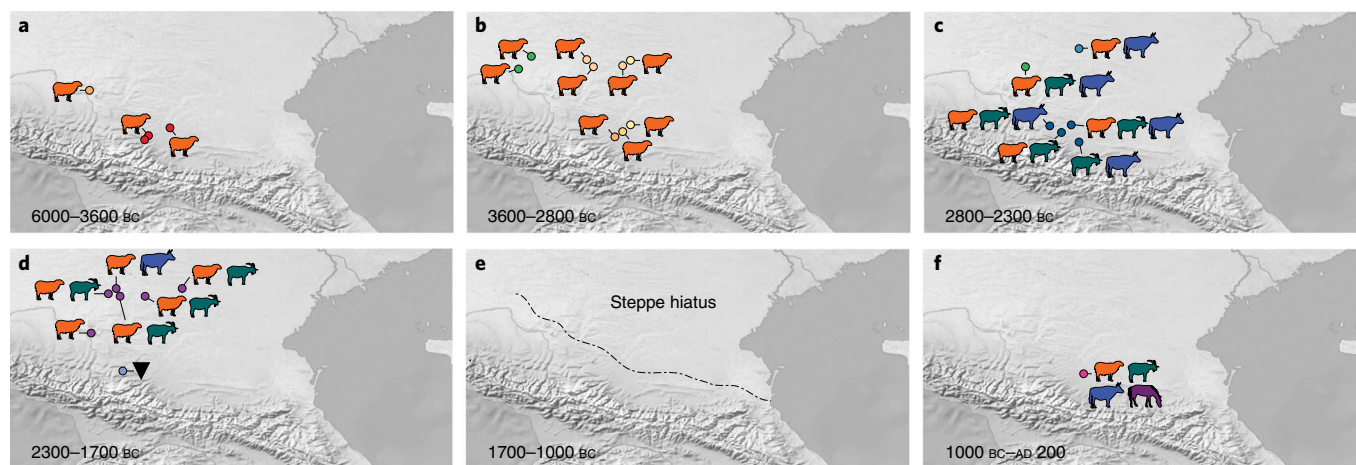 a
6000–3600 BC
b
3600–2800 BC
c
2800–2300 BC
d
2300–1700 BC
e
Steppe hiatus
1700–1000 BC
f
1000 BC–AD 200